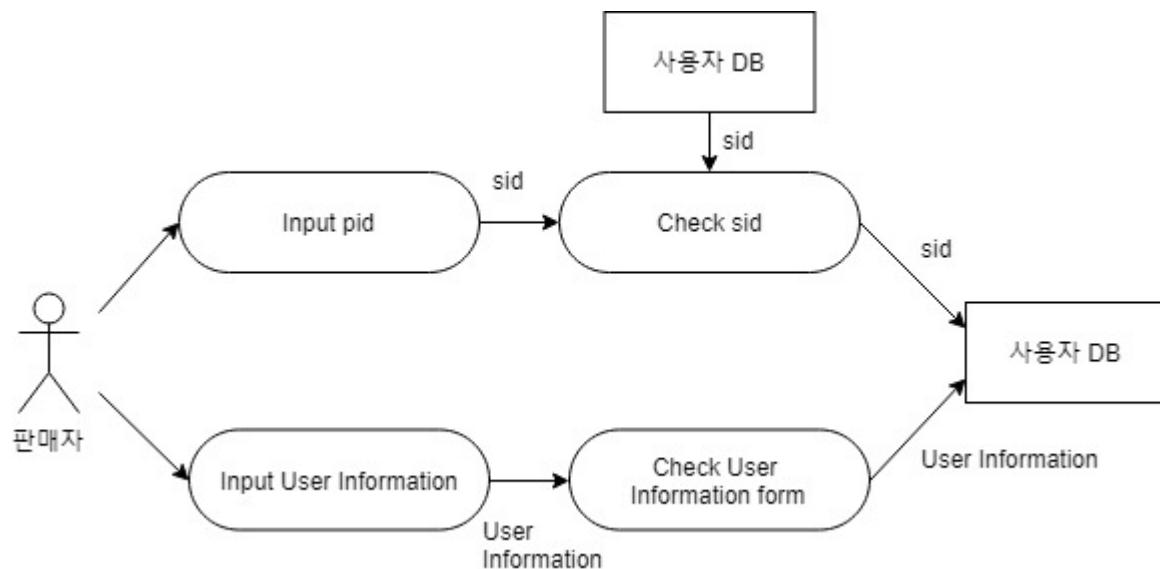 사용자 DB
sid
sid
Input pid
Check sid
sid
사용자 DB
판매자
Input User Information
Check User
Information form
User Information
User
Information